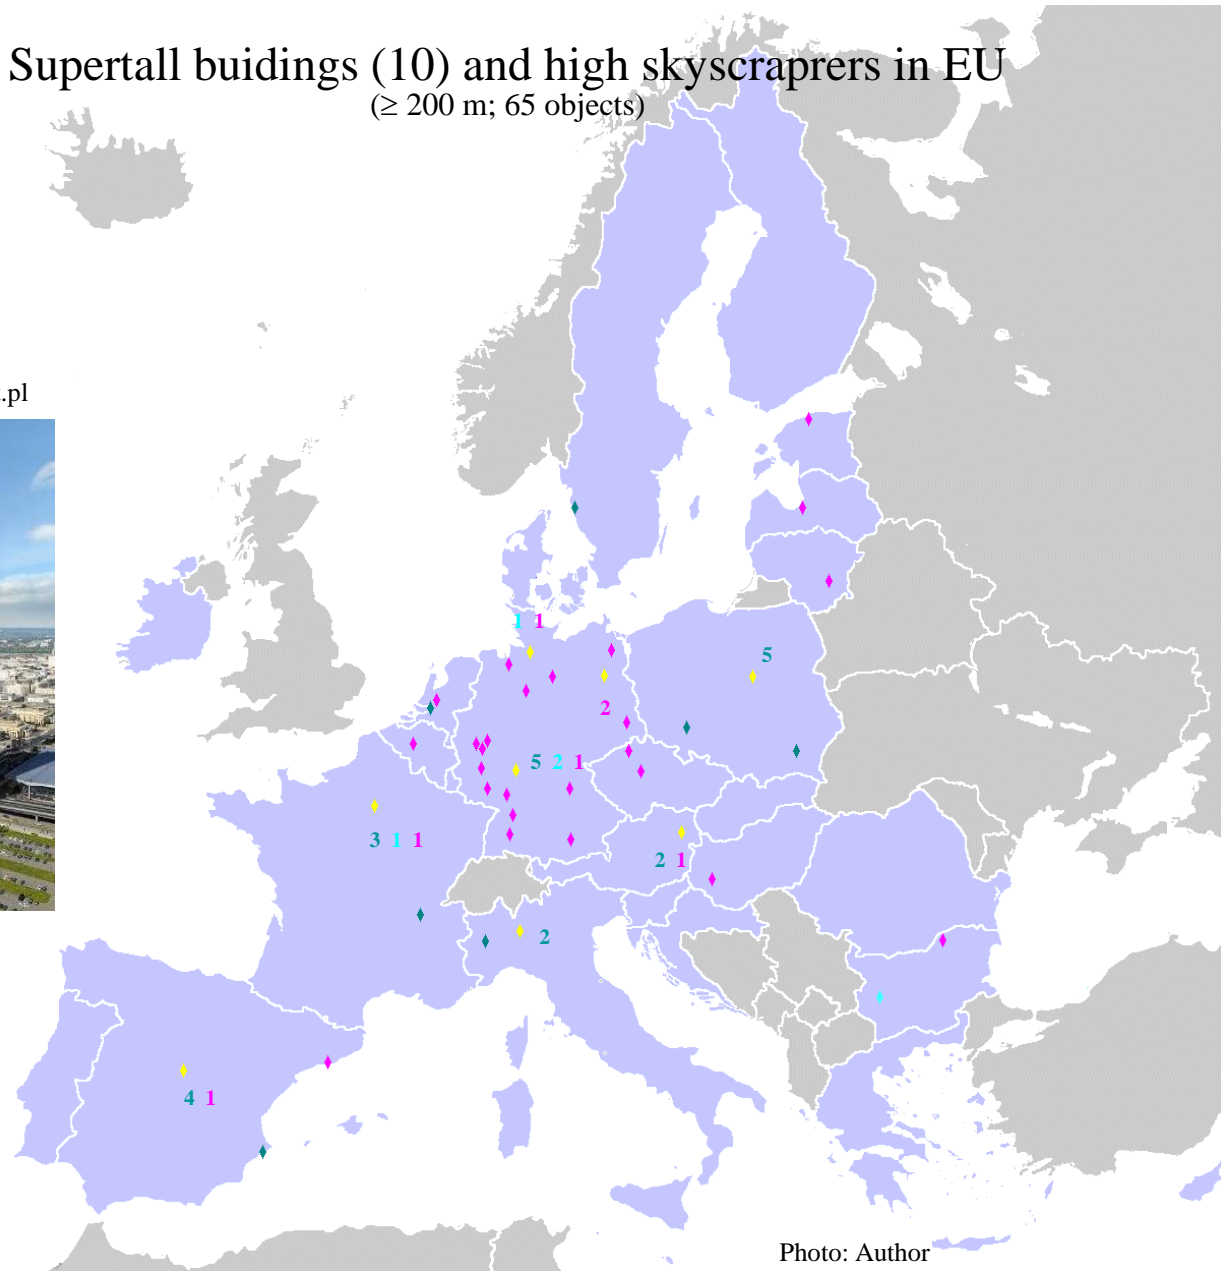 Supertall buidings (10) and high skyscraprers in EU
(≥ 200 m; 65 objects)
.pl
1 1
5
2
5 2 1
3 1 1
2 1
2
4 1
Photo: Author